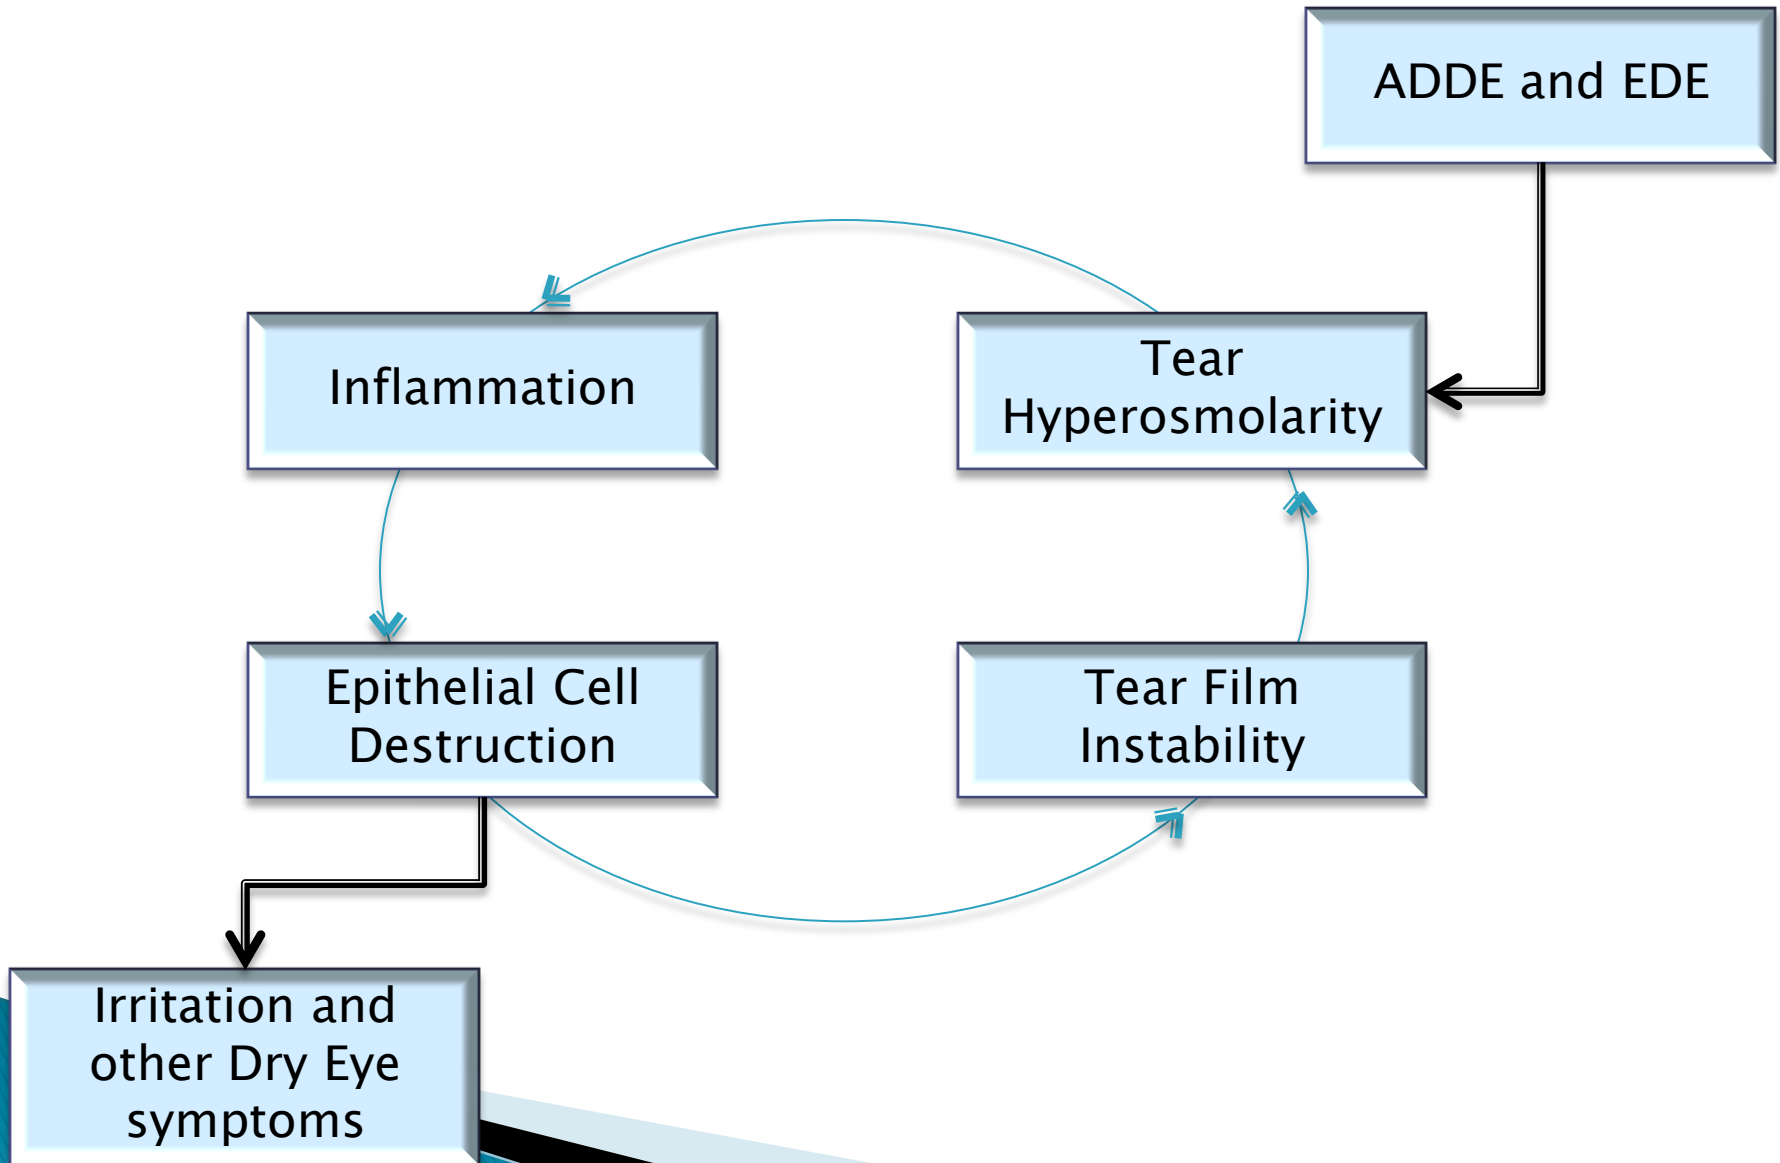 ADDE and EDE
Inflammation
Tear
Hyperosmolarity
Epithelial Cell
Destruction
Tear Film
Instability
Irritation and
other Dry Eye
symptoms